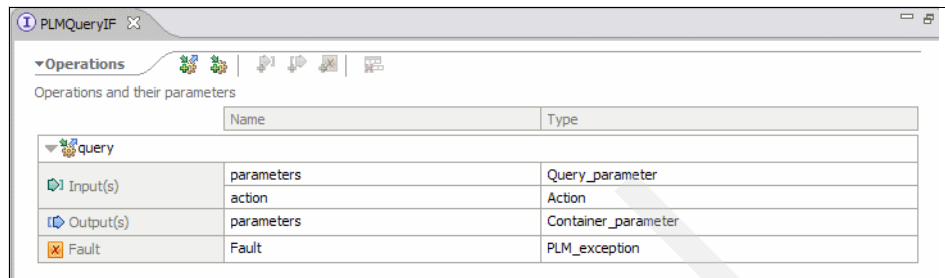 PLMQueryIF
Operations
Operations and their parameters
Name Type
query
Input(s) parameters Query_parameter
action Action
Output(s) parameters Container_parameter
Fault Fault PLM_exception